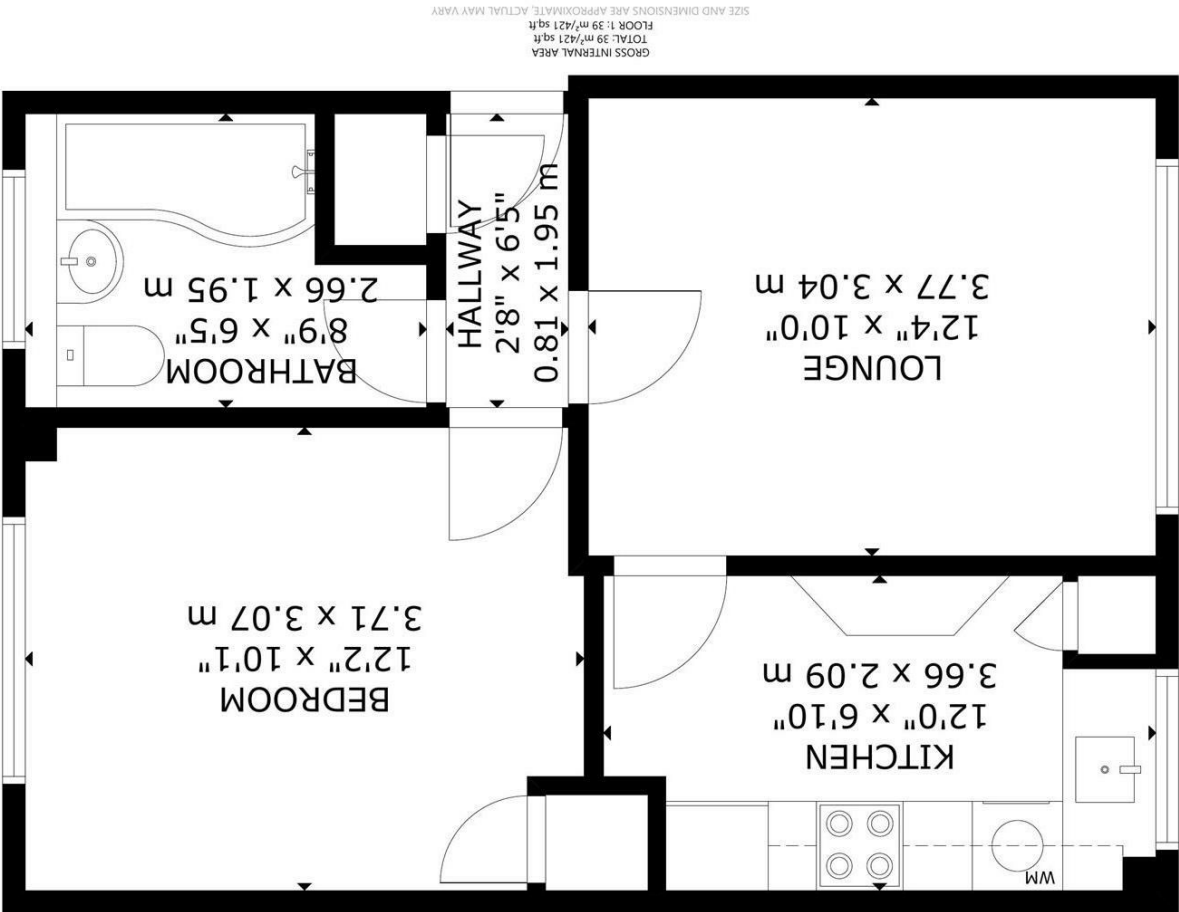 KITCHEN
12'0" x 6'10"
3.66 x 2.09 m
WM
BEDROOM
12'2" x 10'1"
3.71 x 3.07 m
LOUNGE
12'4" x 10'0"
3.77 x 3.04 m
HALLWAY
2'8" x 6'5"
0.81 x 1.95 m
BATHROOM
8'9" x 6'5"
2.66 x 1.95 m
GROSS INTERNAL AREA
TOTAL: 39 m²/421 sq.ft
FLOOR 1: 39 m²/421 sq.ft
SIZE AND DIMENSIONS ARE APPROXIMATE, ACTUAL MAY VARY